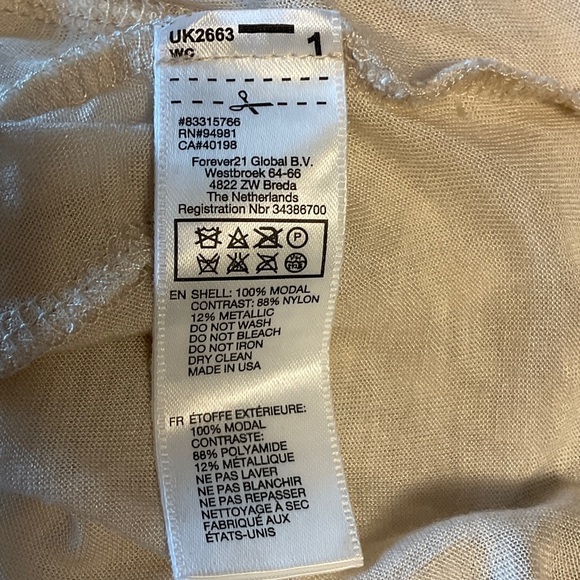 UK2663
WC
1
#83315766
RN#94981
CA#40198
Forever21 Global B.V.
Westbroek 64-66
4822 ZW Breda
The Netherlands
Registration Nbr 34386700
P
EN SHELL: 100% MODAL
CONTRAST: 88% NYLON
12% METALLIC
DO NOT WASH
DO NOT BLEACH
DO NOT IRON
DRY CLEAN
MADE IN USA
FR ÉTOFFE EXTÉRIEURE:
100% MODAL
CONTRASTE:
88% POLYAMIDE
12% MÉTALLIQUE
NE PAS LAVER
NE PAS BLANCHIR
NE PAS REPASSER
NETTOYAGE À SEC
FABRIQUÉ AUX
ÉTATS-UNIS